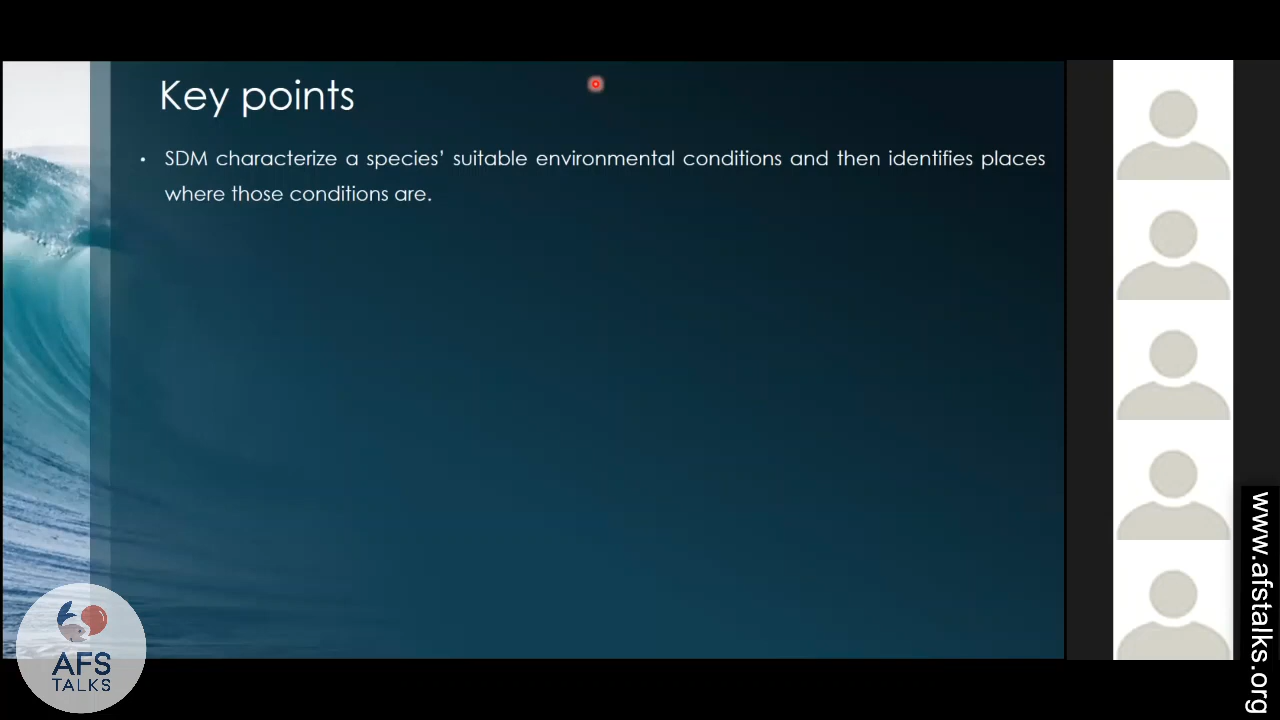 Key points
• SDM characterize a species’ suitable environmental conditions and then identifies places
where those conditions are.
AFS
TALKS
www.afstalks.org